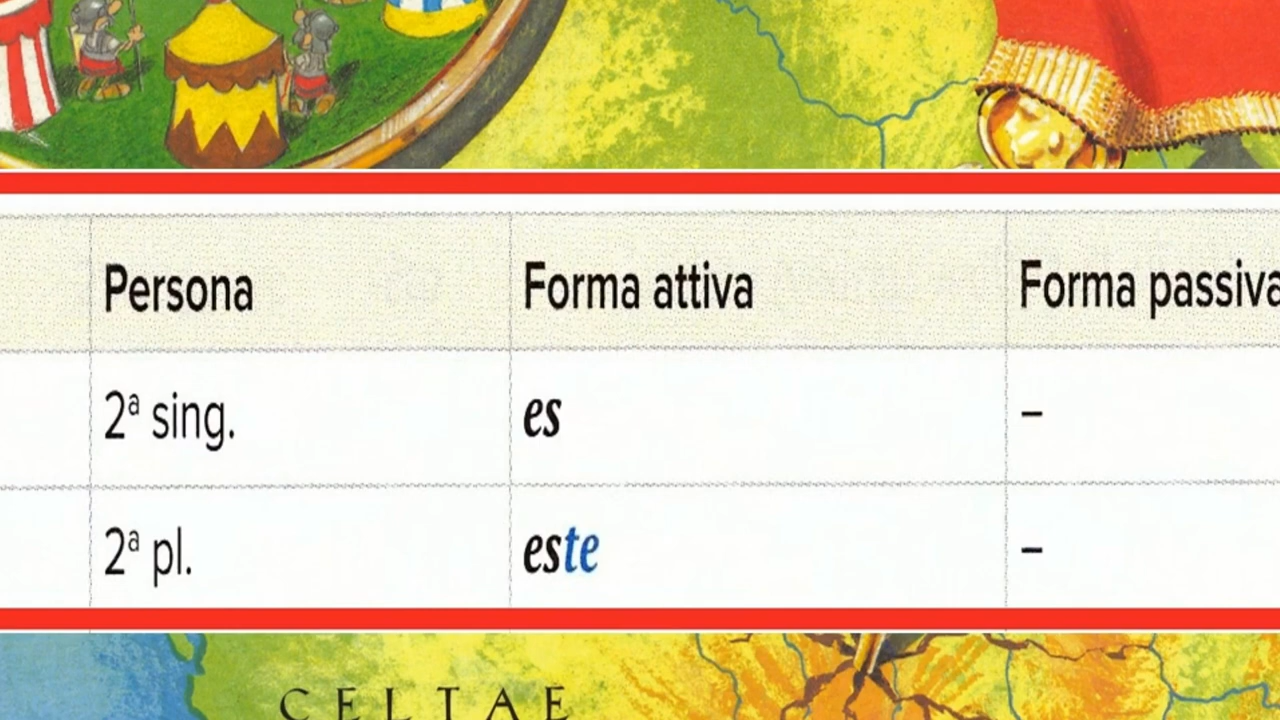 Persona Forma attiva Forma passiva
2ª sing. es –
2ª pl. este –
CELTAE